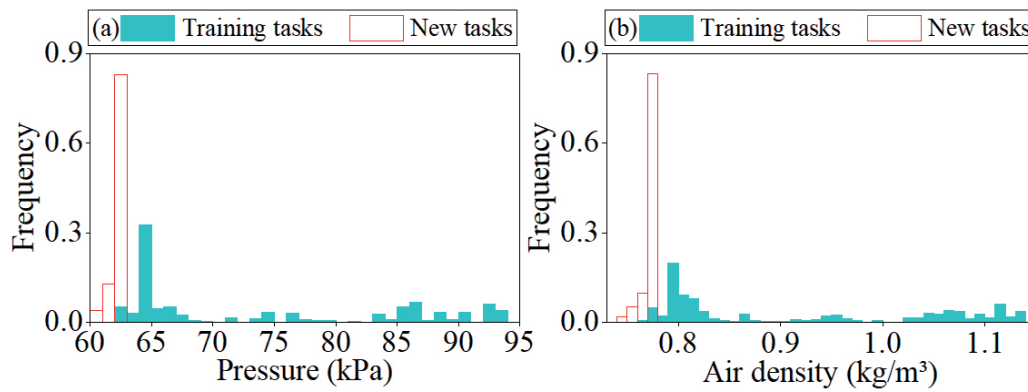 (a) Training tasks New tasks
0.9
0.6
0.3
0.0
Frequency
60 65 70 75 80 85 90 95
Pressure (kPa)
(b) Training tasks New tasks
0.9
0.6
0.3
0.0
Frequency
0.8 0.9 1.0 1.1
Air density (kg/m³)